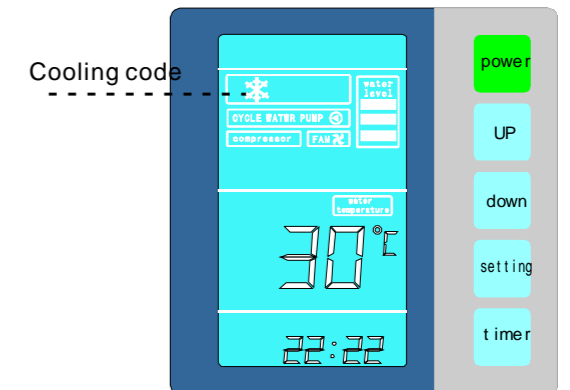 Cooling code
water
level
CYCLE WATER PUMP
compressor FAN
water
temperature
30°C
22:22
power
UP
down
setting
timer